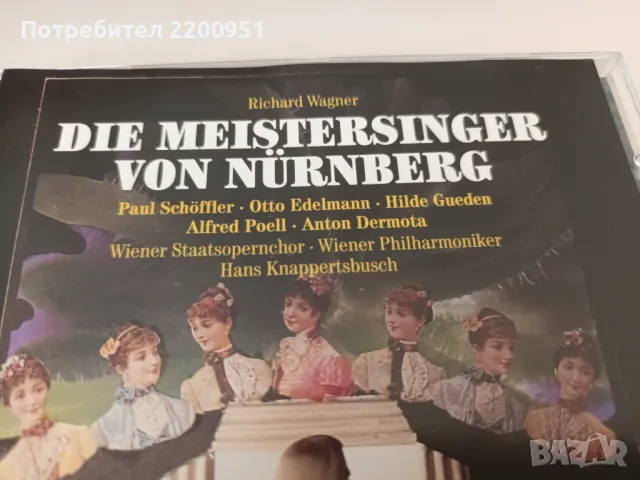 Потребител 2200951
Richard Wagner
DIE MEISTERSINGER
VON NÜRNBERG
Paul Schöffler · Otto Edelmann · Hilde Gueden
Alfred Poell · Anton Dermota
Wiener Staatsopernchor · Wiener Philharmoniker
Hans Knappertsbusch
BAZAR